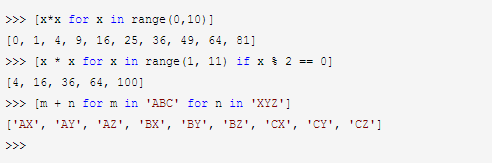 >>> [x*x for x in range(0,10)]
[0, 1, 4, 9, 16, 25, 36, 49, 64, 81]
>>> [x * x for x in range(1, 11) if x % 2 == 0]
[4, 16, 36, 64, 100]
>>> [m + n for m in 'ABC' for n in 'XYZ']
['AX', 'AY', 'AZ', 'BX', 'BY', 'BZ', 'CX', 'CY', 'CZ']
>>>